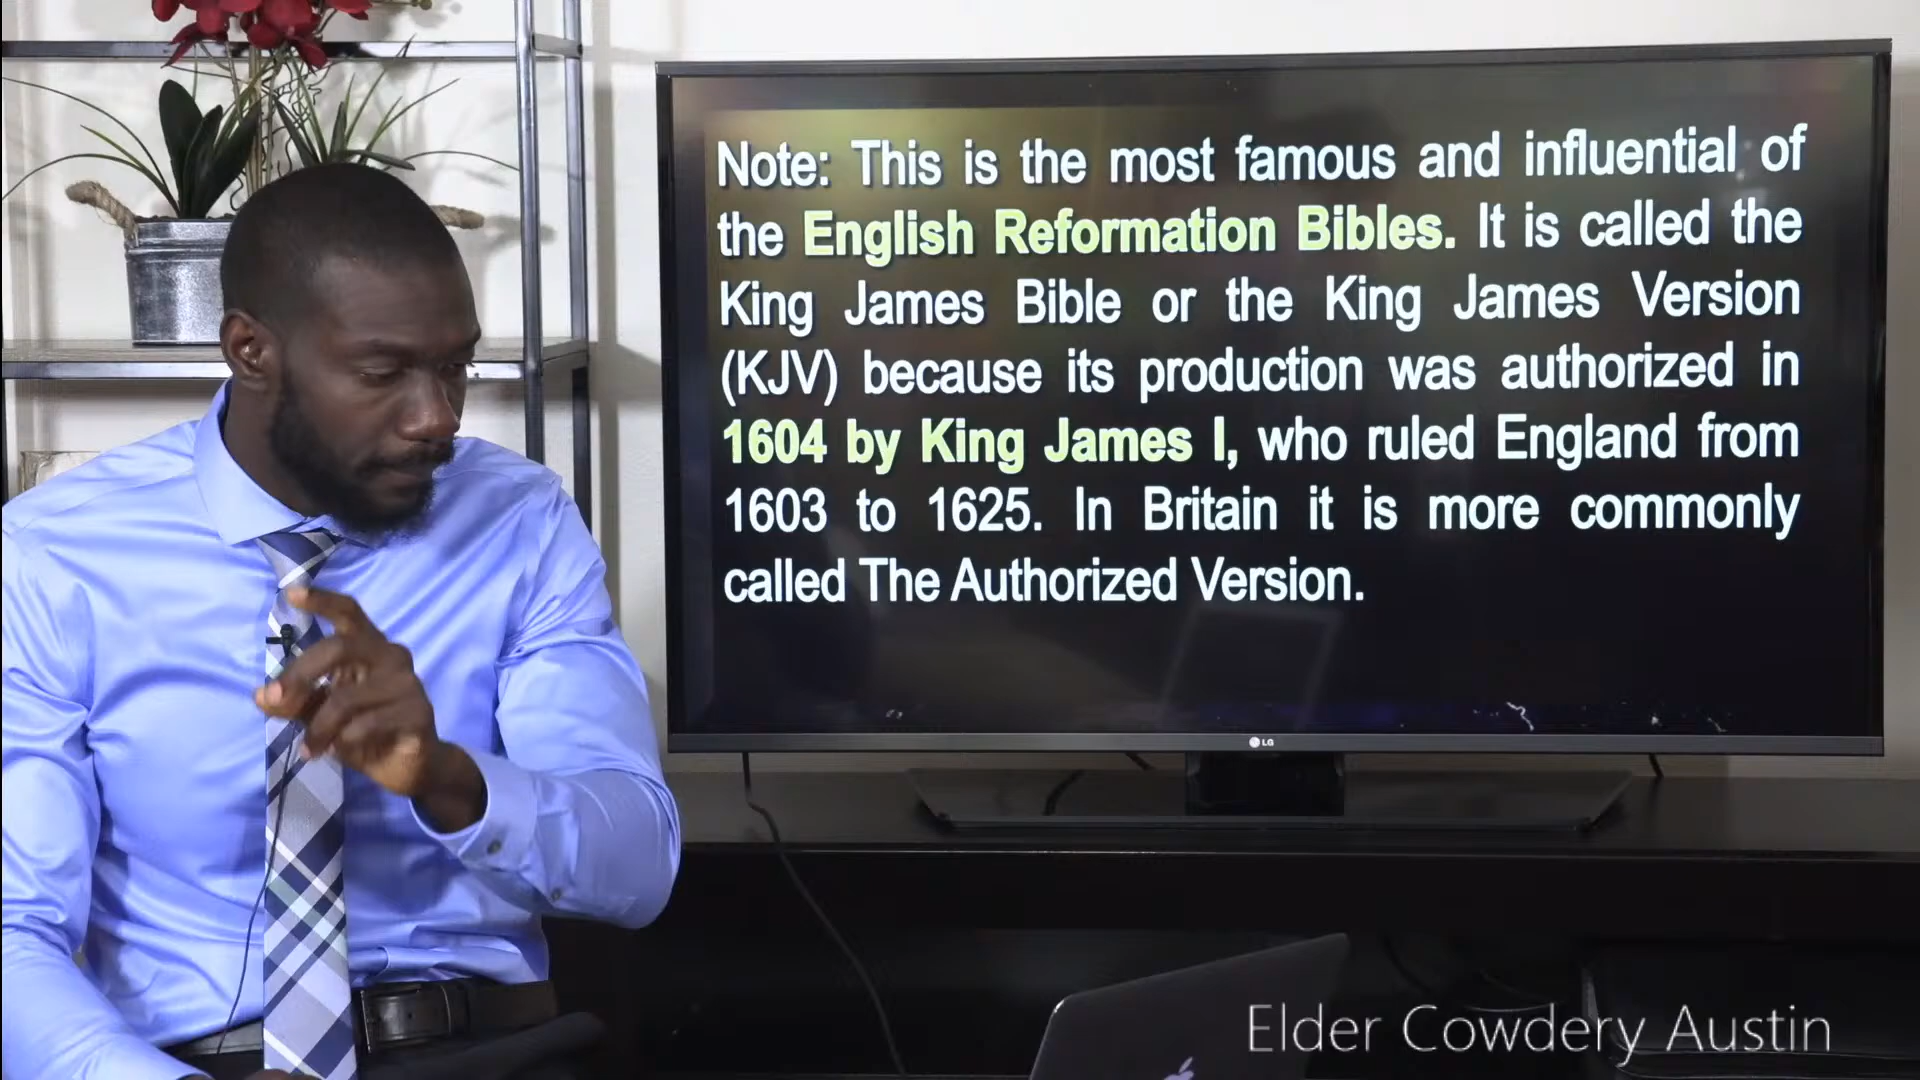 Note: This is the most famous and influential of
the English Reformation Bibles. It is called the
King James Bible or the King James Version
(KJV) because its production was authorized in
1604 by King James I, who ruled England from
1603 to 1625. In Britain it is more commonly
called The Authorized Version.
LG
Elder Cowdery Austin